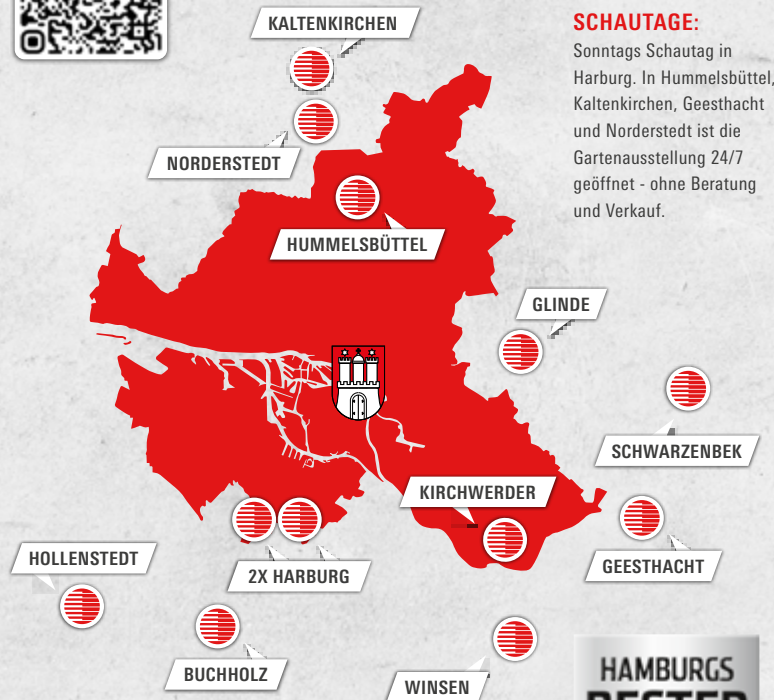 KALTENKIRCHEN
SCHAUTAGE:
Sonntags Schautag in
Harburg. In Hummelsbüttel,
Kaltenkirchen, Geesthacht
und Norderstedt ist die
Gartenausstellung 24/7
geöffnet - ohne Beratung
und Verkauf.
NORDERSTEDT
HUMMELSBÜTTEL
GLINDE
SCHWARZENBEK
KIRCHWERDER
HOLLENSTEDT
2X HARBURG
GEESTHACHT
BUCHHOLZ
WINSEN
HAMBURGS